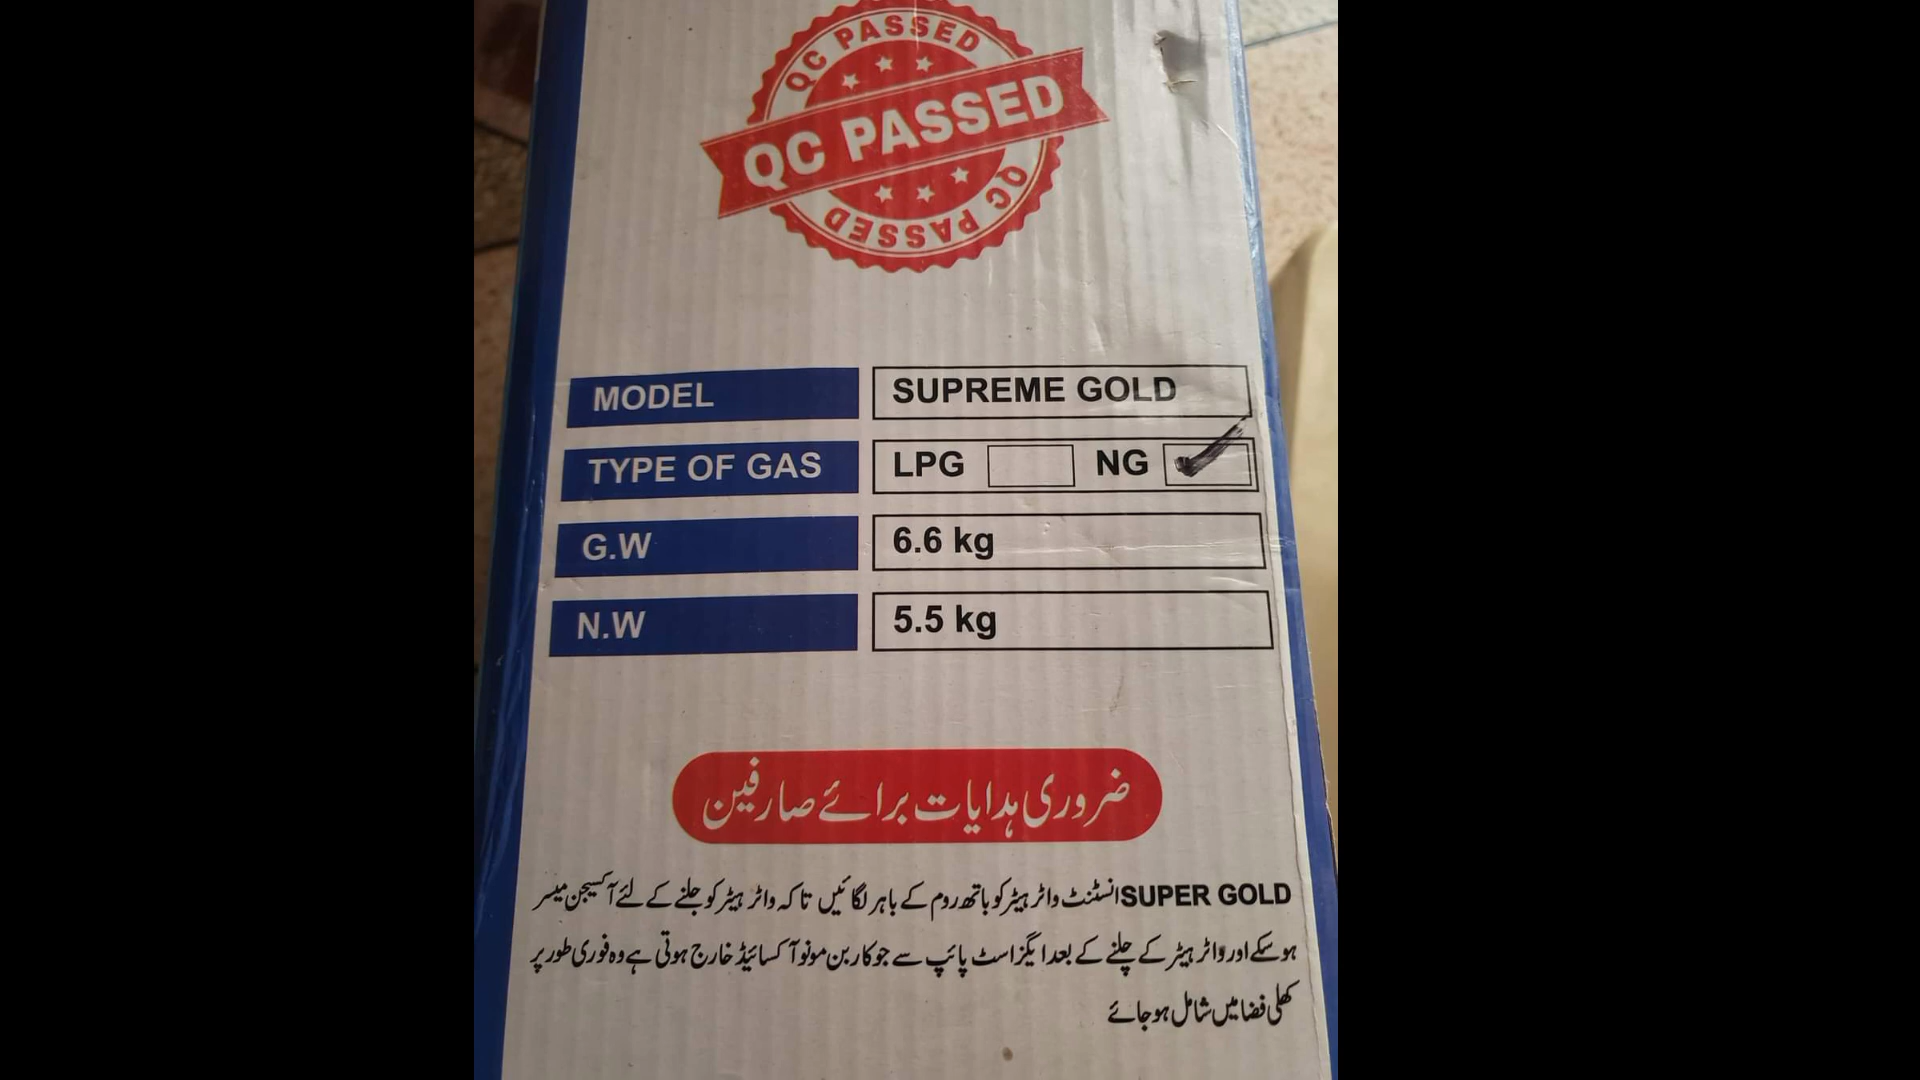 QC PASSED
QC PASSED
QC PASSED
MODEL SUPREME GOLD
TYPE OF GAS LPG NG
G.W 6.6 kg
N.W 5.5 kg
ضروری ہدایات برائے صارفین
SUPER GOLD انسٹنٹ واٹر ہیٹر کو باتھ روم کے باہر لگائیں تاکہ واٹر ہیٹر کو جلنے کے لئے آکسیجن میسر
ہو سکے اور واٹر ہیٹر کے چلنے کے بعد ایگزاسٹ پائپ سے جو کاربن مونو آکسائیڈ خارج ہوتی ہے وہ فوری طور پر
کھلی فضا میں شامل ہو جائے